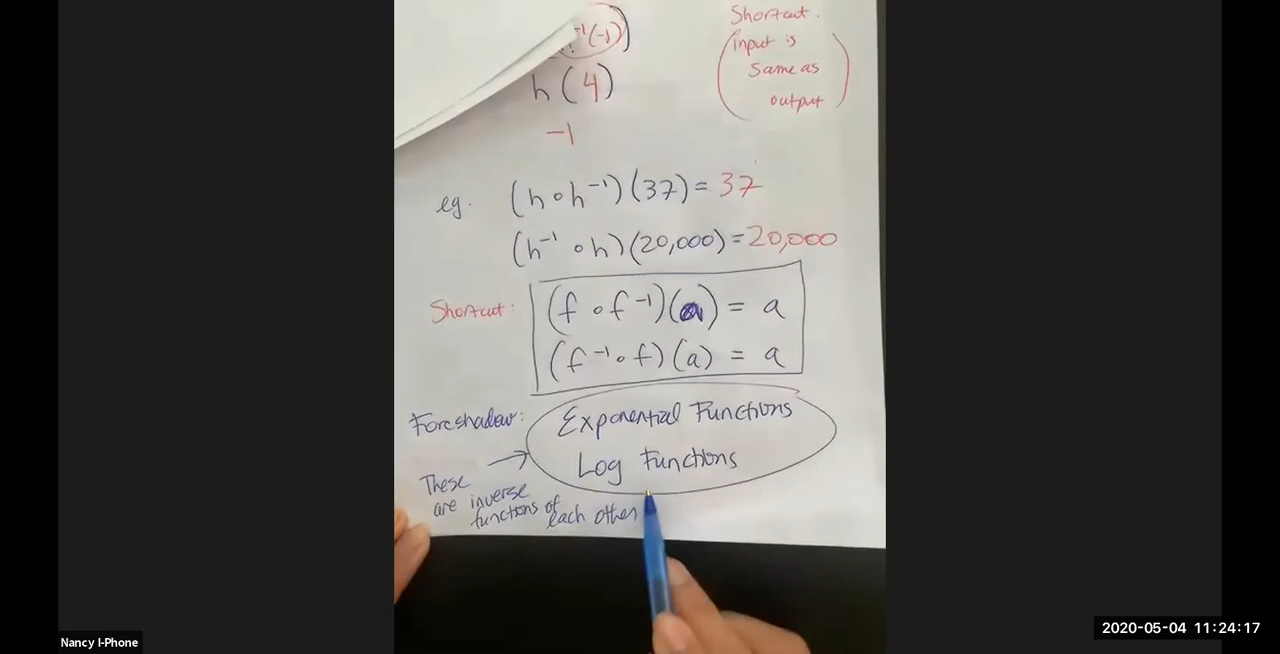 ⁻¹(-1))
Shortcut.
(input is
same as
output)
h (4)
-1
eg. (h∘h⁻¹)(37) = 37
(h⁻¹∘h)(20,000) = 20,000
Shortcut: (f∘f⁻¹)(a) = a
(f⁻¹∘f)(a) = a
Foreshadow: Exponential Functions
Log Functions
→
These
are inverse
functions of
each other
Nancy I-Phone
2020-05-04 11:24:17